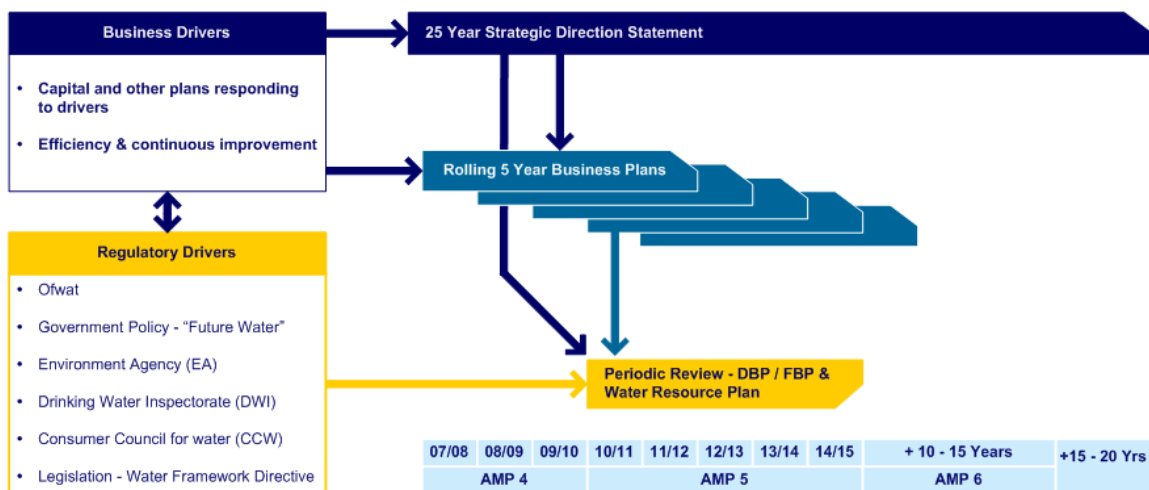 Business Drivers
• Capital and other plans responding
to drivers
• Efficiency & continuous improvement
25 Year Strategic Direction Statement
Rolling 5 Year Business Plans
Regulatory Drivers
• Ofwat
• Government Policy - “Future Water”
• Environment Agency (EA)
• Drinking Water Inspectorate (DWI)
• Consumer Council for water (CCW)
• Legislation - Water Framework Directive
Periodic Review - DBP / FBP &
Water Resource Plan
07/08 08/09 09/10 10/11 11/12 12/13 13/14 14/15 + 10 - 15 Years +15 - 20 Yrs
AMP 4 AMP 5 AMP 6